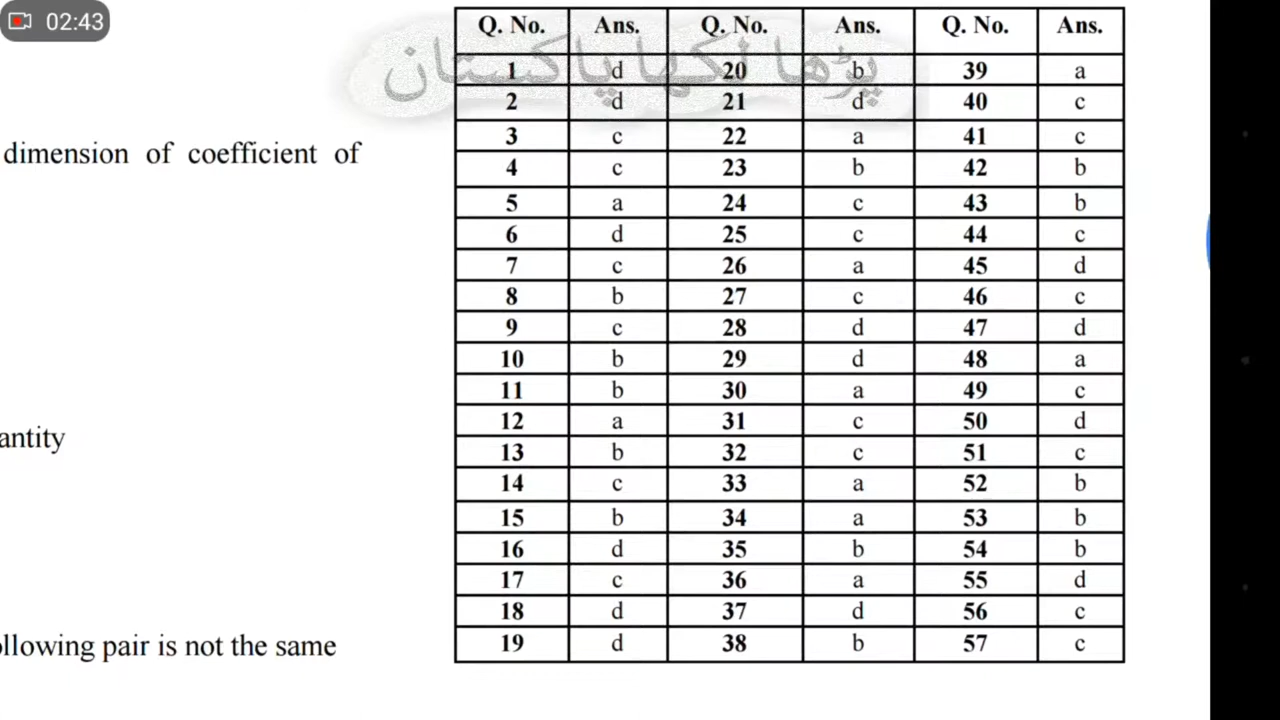 02:43
پڑھا لکھا پاکستان
Q. No. Ans. Q. No. Ans. Q. No. Ans.
1 d 20 b 39 a
2 d 21 d 40 c
3 c 22 a 41 c
dimension of coefficient of
4 c 23 b 42 b
5 a 24 c 43 b
6 d 25 c 44 c
7 c 26 a 45 d
8 b 27 c 46 c
9 c 28 d 47 d
10 b 29 d 48 a
11 b 30 a 49 c
12 a 31 c 50 d
antity
13 b 32 c 51 c
14 c 33 a 52 b
15 b 34 a 53 b
16 d 35 b 54 b
17 c 36 a 55 d
18 d 37 d 56 c
19 d 38 b 57 c
ollowing pair is not the same